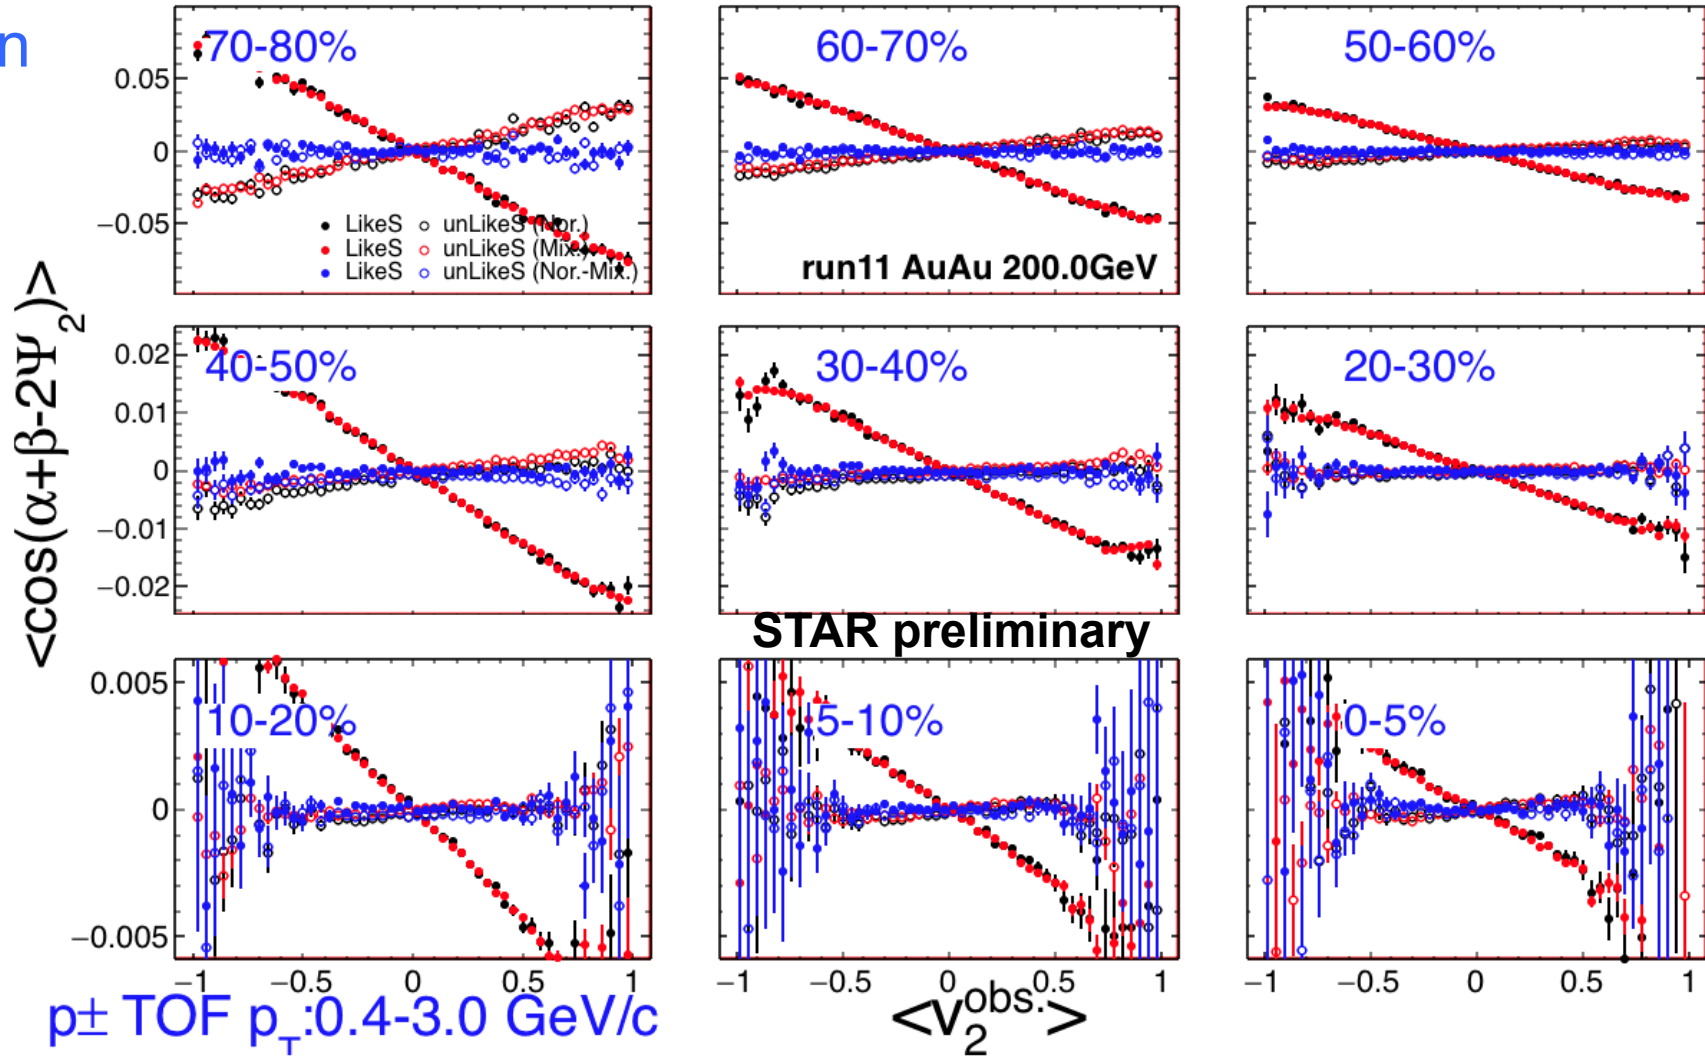 n
70-80%
60-70%
50-60%
0.05
0
−0.05
LikeS unLikeS (Nor.)
LikeS unLikeS (Mix.)
LikeS unLikeS (Nor.-Mix.)
run11 AuAu 200.0GeV
<cos(α+β-2Ψ2)>
40-50%
30-40%
20-30%
0.02
0.01
0
−0.01
−0.02
STAR preliminary
10-20%
5-10%
0-5%
0.005
0
−0.005
−1 −0.5 0 0.5 1
−1 −0.5 0 0.5 1
−1 −0.5 0 0.5 1
p± TOF pT:0.4-3.0 GeV/c
<v2obs.>